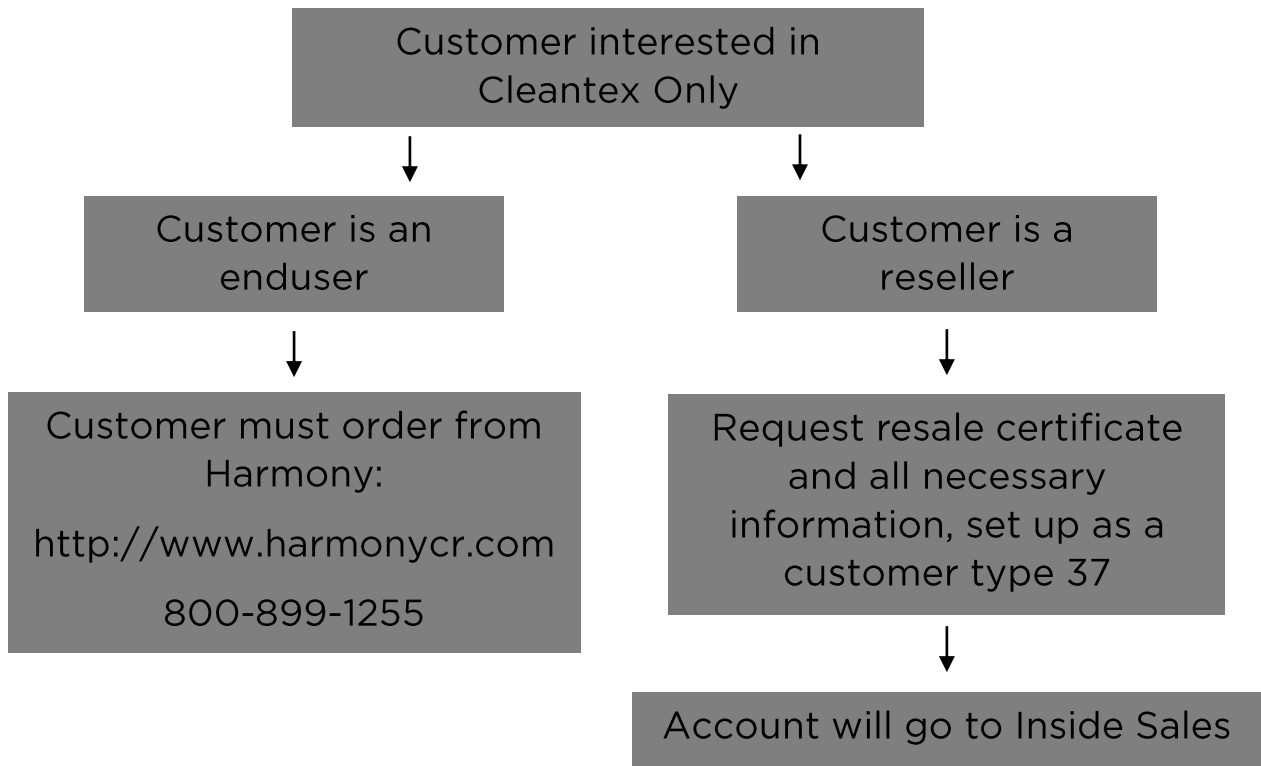 Customer interested in
Cleantex Only
Customer is an
enduser
Customer is a
reseller
Customer must order from
Harmony:
http://www.harmonycr.com
800-899-1255
Request resale certificate
and all necessary
information, set up as a
customer type 37
Account will go to Inside Sales